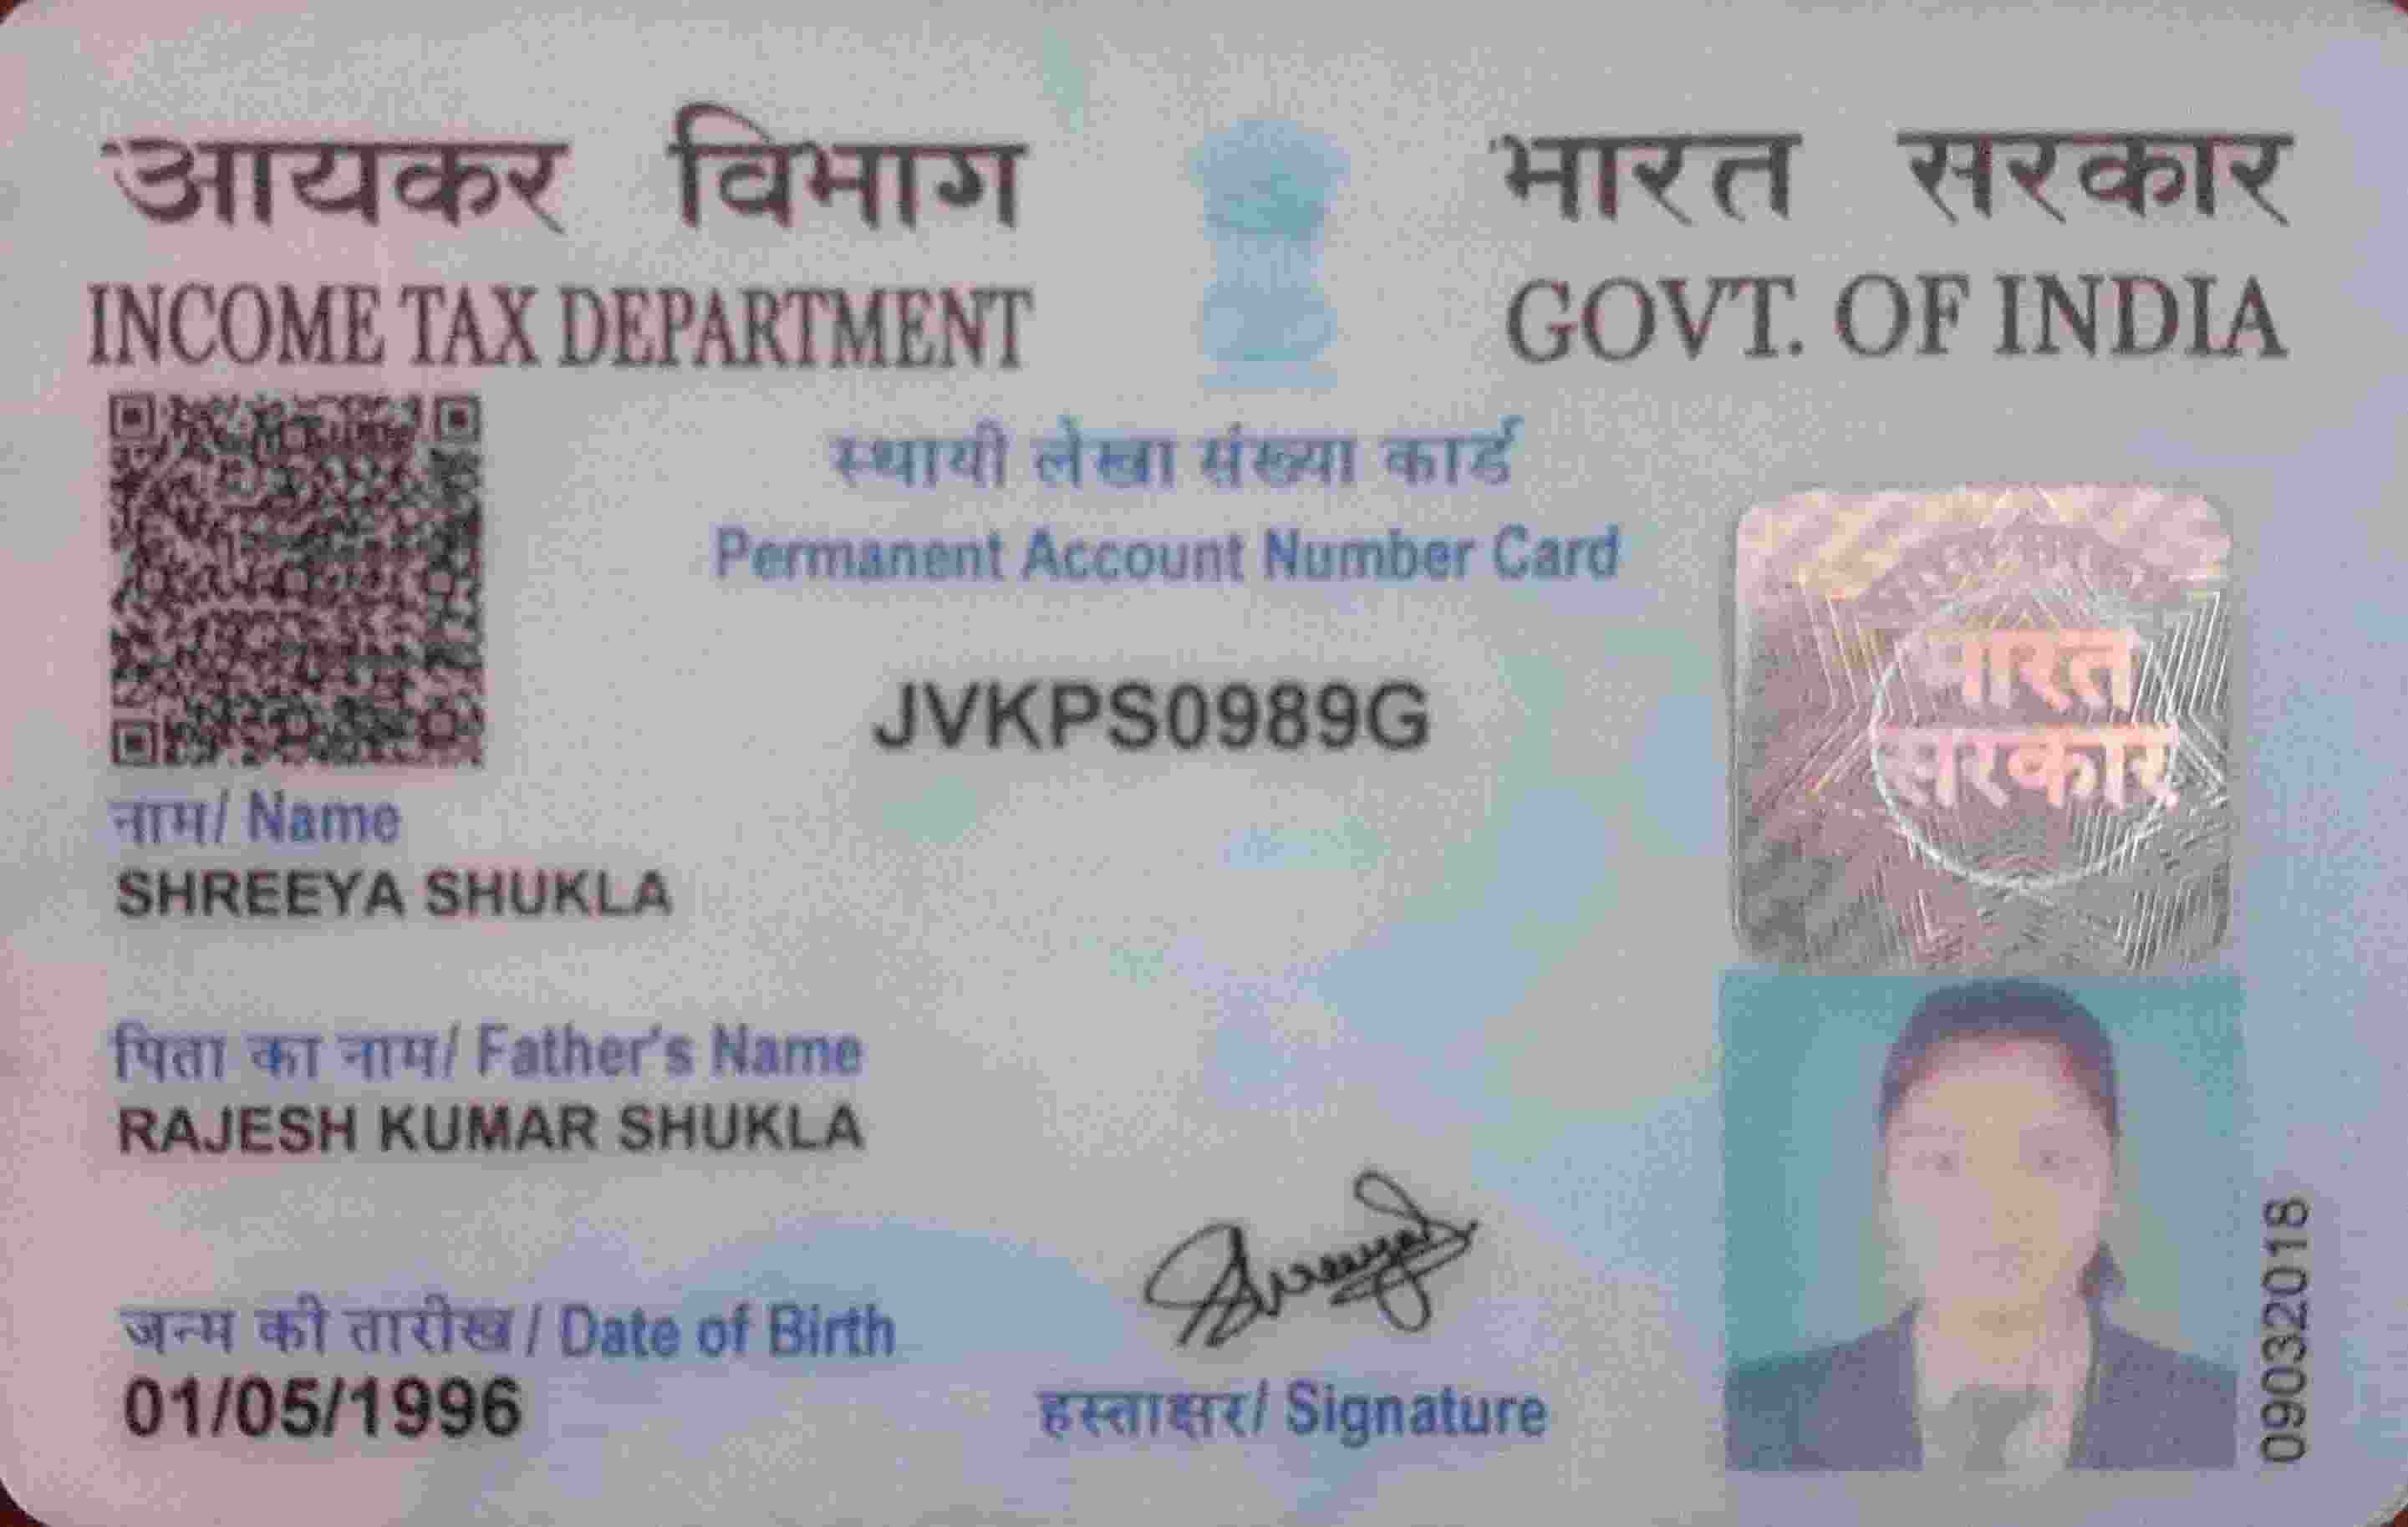 आयकर विभाग
INCOME TAX DEPARTMENT
भारत सरकार
GOVT. OF INDIA
स्थायी लेखा संख्या कार्ड
Permanent Account Number Card
JVKPS0989G
भारत
सरकार
नाम/ Name
SHREEYA SHUKLA
पिता का नाम/ Father's Name
RAJESH KUMAR SHUKLA
जन्म की तारीख / Date of Birth
01/05/1996
Shreeya
हस्ताक्षर/ Signature
09032018